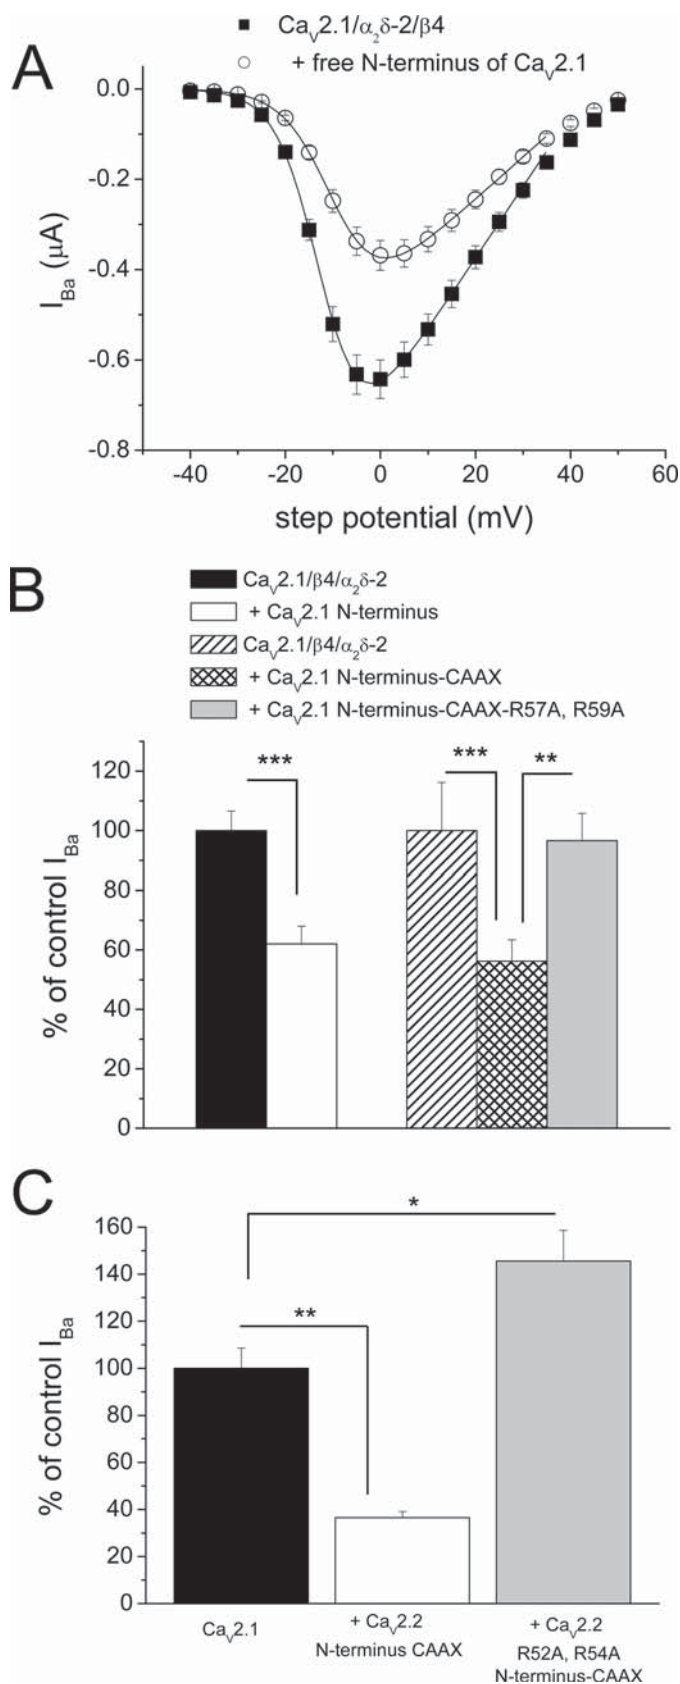 A
Caᵥ2.1/α₂δ-2/β4
+ free N-terminus of Caᵥ2.1
0.0
-0.2
-0.4
-0.6
-0.8
I_Ba (μA)
-40 -20 0 20 40 60
step potential (mV)
B
Caᵥ2.1/β4/α₂δ-2
+ Caᵥ2.1 N-terminus
Caᵥ2.1/β4/α₂δ-2
+ Caᵥ2.1 N-terminus-CAAX
+ Caᵥ2.1 N-terminus-CAAX-R57A, R59A
*** *** **
120
100
80
60
40
20
0
% of control I_Ba
C
*
**
160
140
120
100
80
60
40
20
0
% of control I_Ba
Caᵥ2.1
+ Caᵥ2.2
N-terminus CAAX
+ Caᵥ2.2
R52A, R54A
N-terminus-CAAX